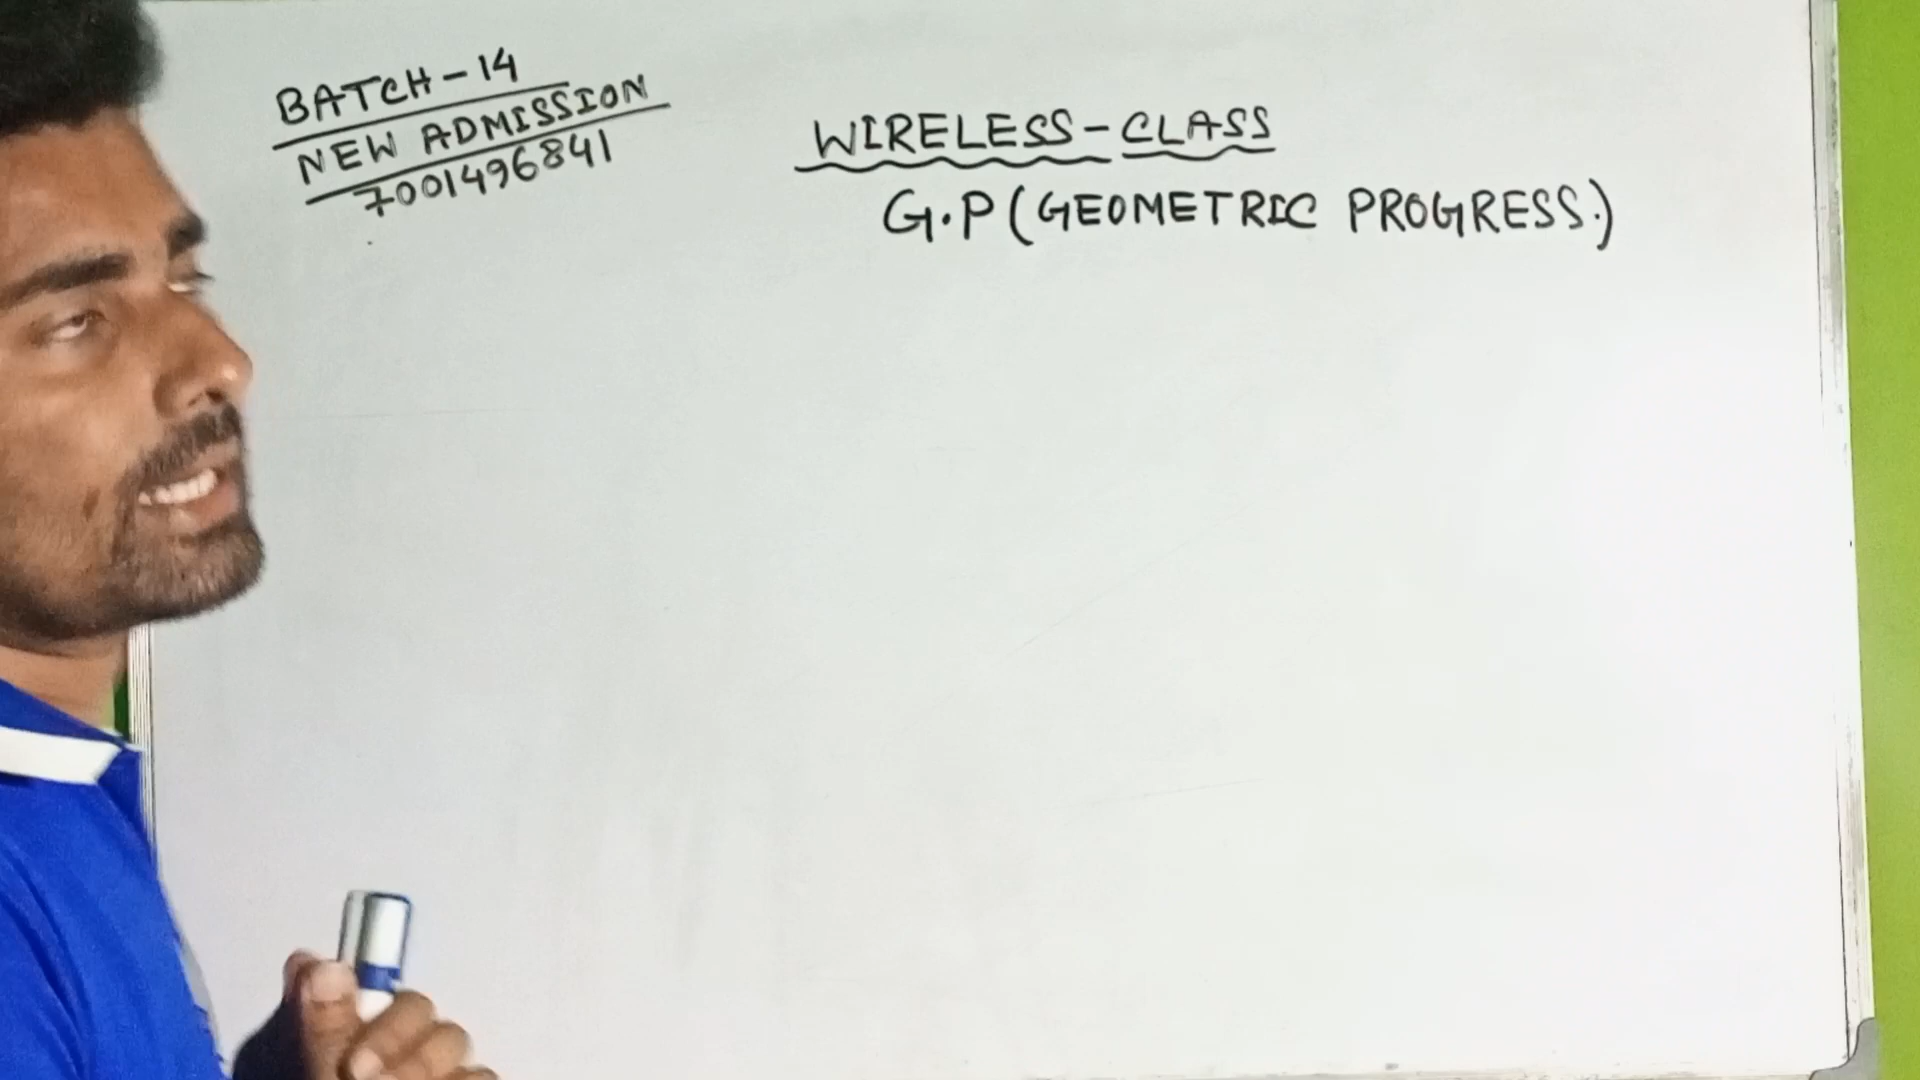 BATCH-14
NEW ADMISSION
7001496841
WIRELESS-CLASS
G.P (GEOMETRIC PROGRESS.)